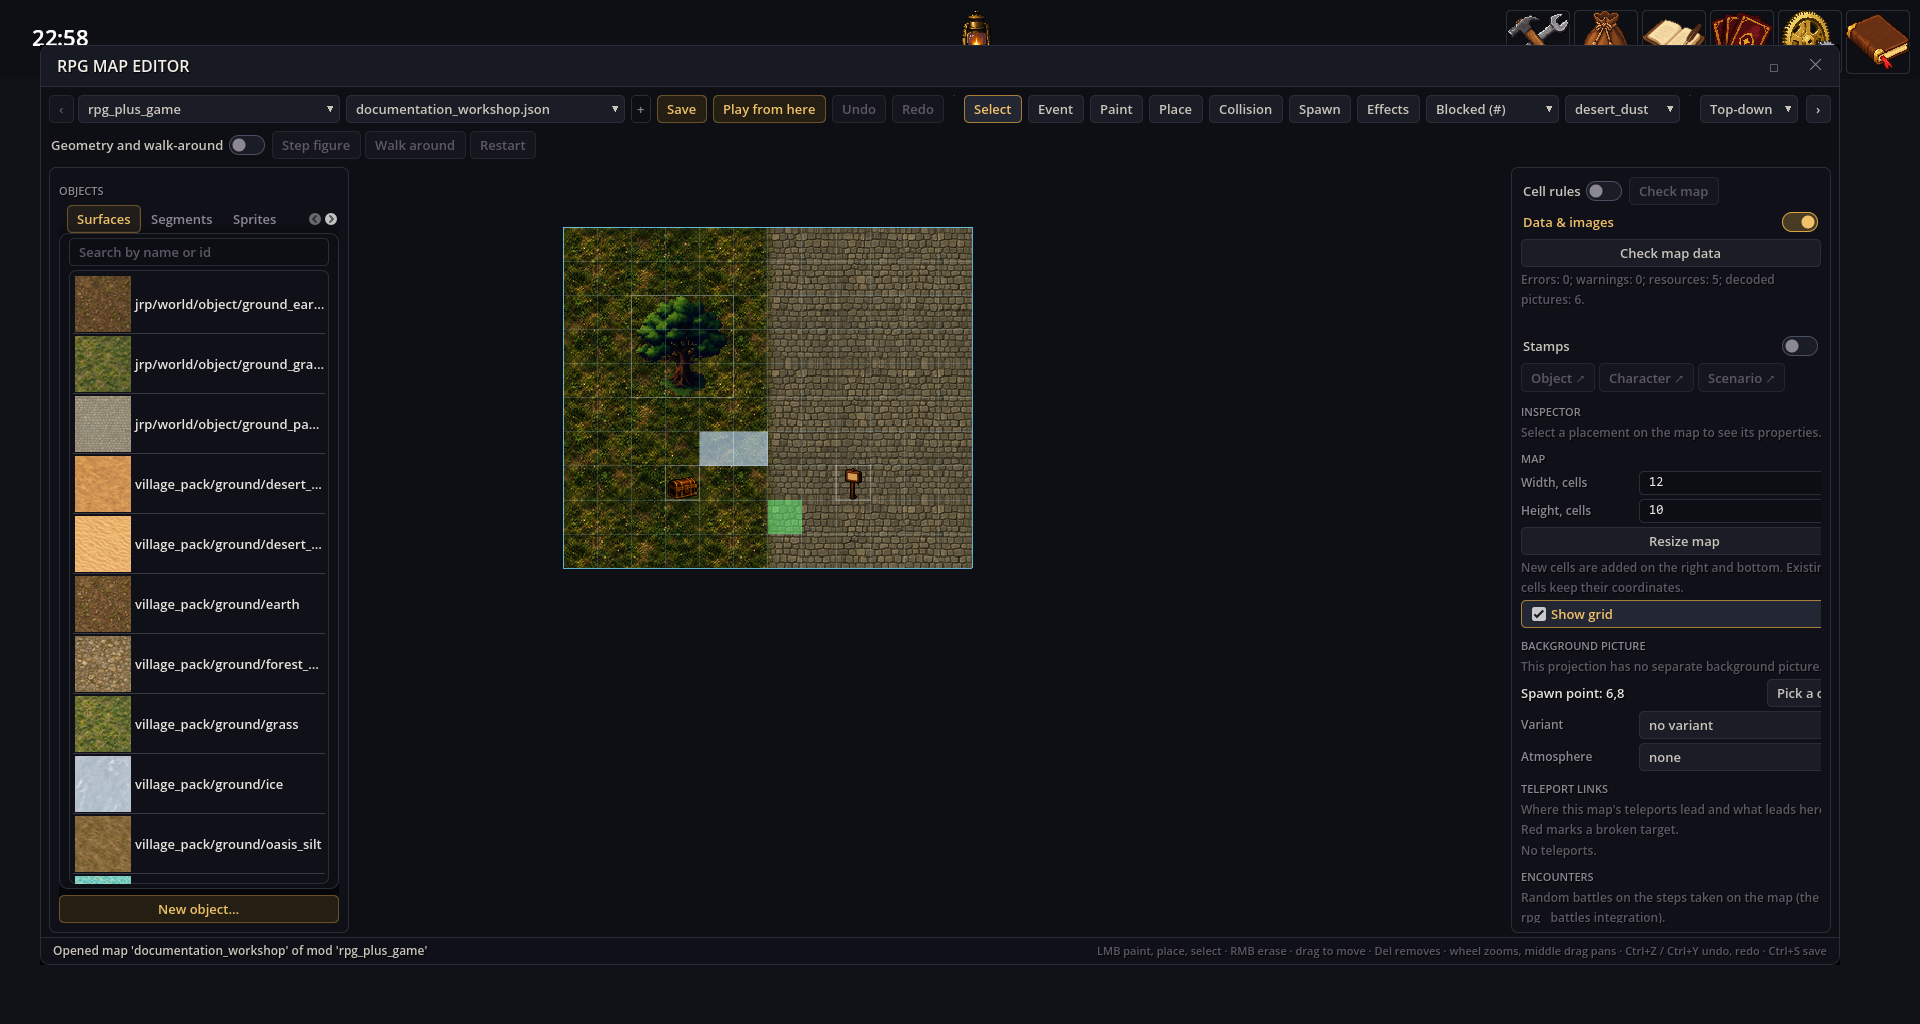 22:58
RPG MAP EDITOR
rpg_plus_game
documentation_workshop.json
+
Save
Play from here
Undo
Redo
Select
Event
Paint
Place
Collision
Spawn
Effects
Blocked (#)
desert_dust
Top-down
Geometry and walk-around
Step figure
Walk around
Restart
OBJECTS
Surfaces
Segments
Sprites
Search by name or id
jrp/world/object/ground_ear...
jrp/world/object/ground_gra...
jrp/world/object/ground_pa...
village_pack/ground/desert_...
village_pack/ground/desert_...
village_pack/ground/earth
village_pack/ground/forest_...
village_pack/ground/grass
village_pack/ground/ice
village_pack/ground/oasis_silt
New object...
Cell rules
Check map
Data & images
Check map data
Errors: 0; warnings: 0; resources: 5; decoded
pictures: 6.
Stamps
Object ↗
Character ↗
Scenario ↗
INSPECTOR
Select a placement on the map to see its properties.
MAP
Width, cells
12
Height, cells
10
Resize map
New cells are added on the right and bottom. Existin
cells keep their coordinates.
Show grid
BACKGROUND PICTURE
This projection has no separate background picture.
Spawn point: 6,8
Pick a c
Variant
no variant
Atmosphere
none
TELEPORT LINKS
Where this map's teleports lead and what leads here
Red marks a broken target.
No teleports.
ENCOUNTERS
Random battles on the steps taken on the map (the
rpg_battles integration).
Opened map 'documentation_workshop' of mod 'rpg_plus_game'
LMB paint, place, select · RMB erase · drag to move · Del removes · wheel zooms, middle drag pans · Ctrl+Z / Ctrl+Y undo, redo · Ctrl+S save